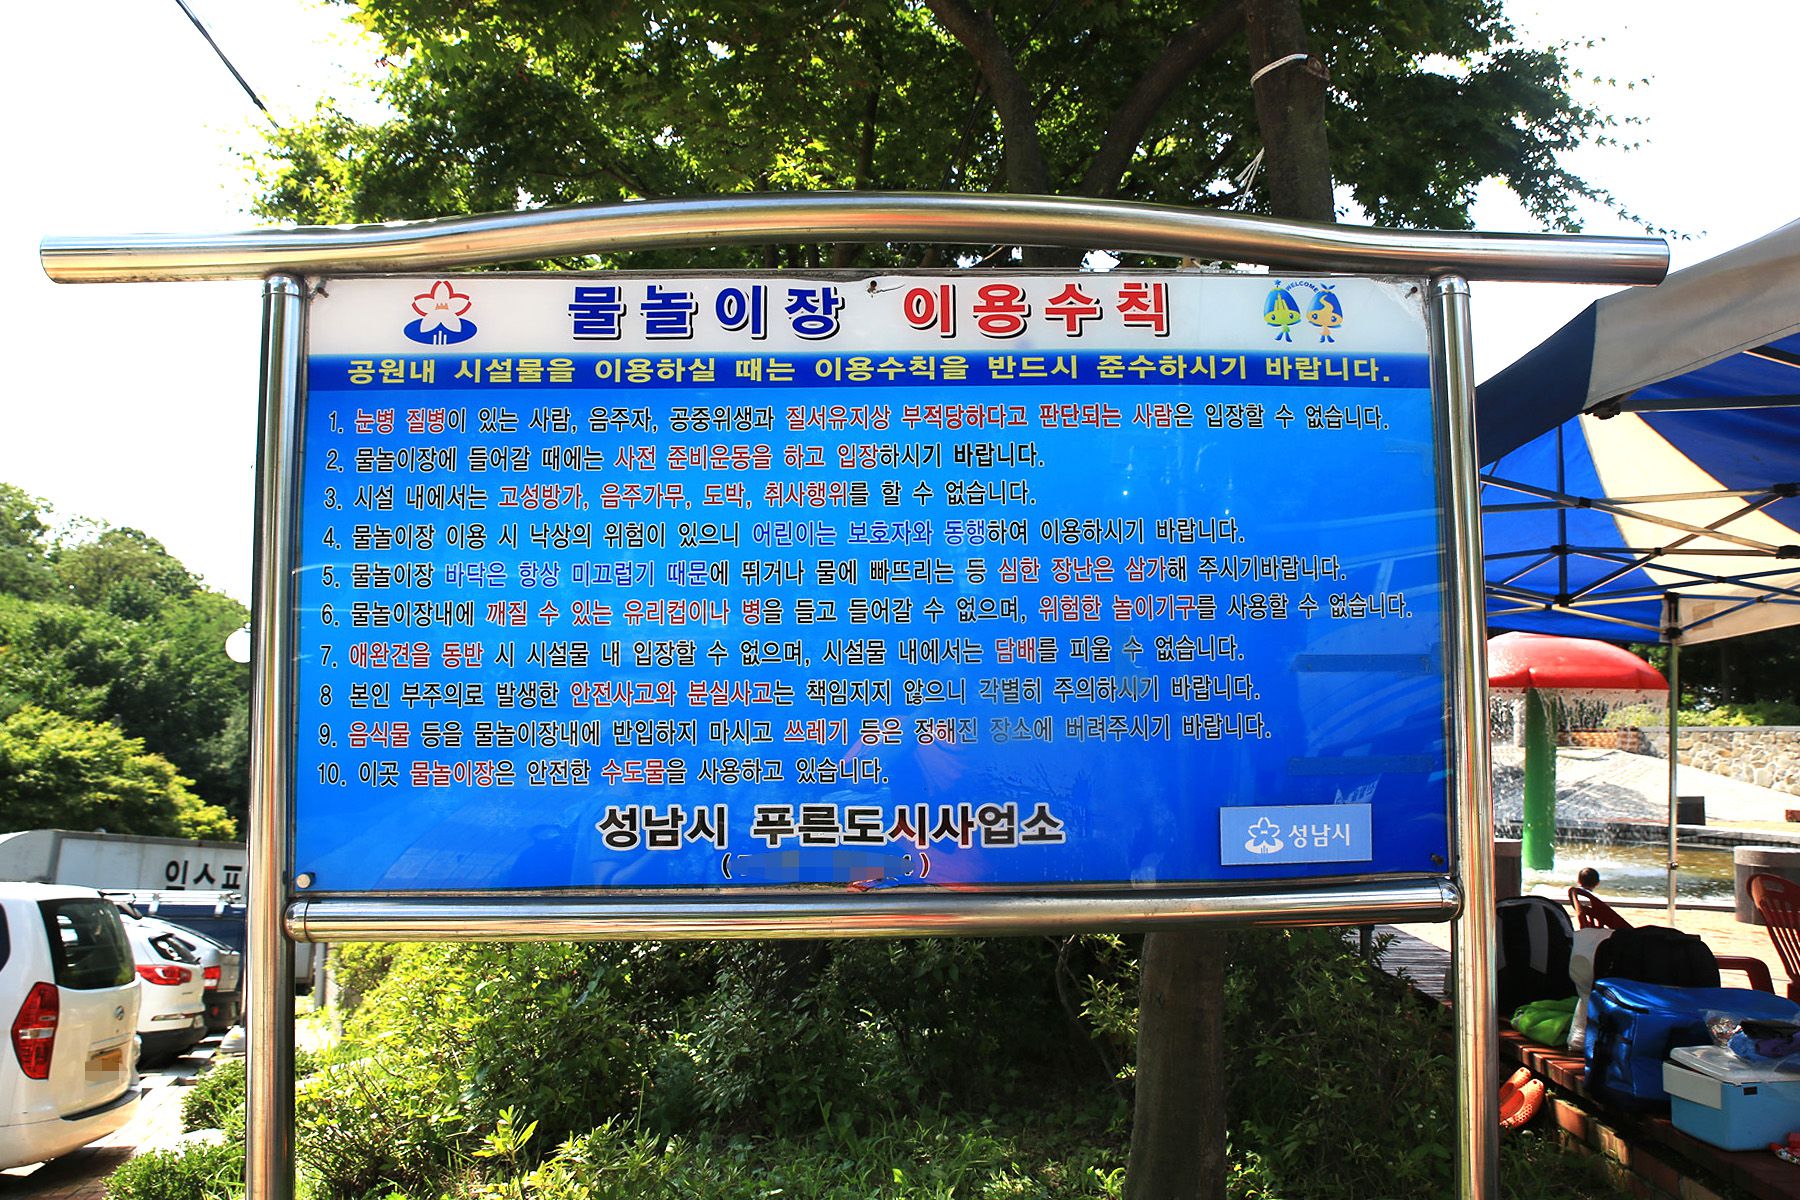 물놀이장 이용수칙
WELCOME
공원내 시설물을 이용하실 때는 이용수칙을 반드시 준수하시기 바랍니다.
1. 눈병 질병이 있는 사람, 음주자, 공중위생과 질서유지상 부적당하다고 판단되는 사람은 입장할 수 없습니다.
2. 물놀이장에 들어갈 때에는 사전 준비운동을 하고 입장하시기 바랍니다.
3. 시설 내에서는 고성방가, 음주가무, 도박, 취사행위를 할 수 없습니다.
4. 물놀이장 이용 시 낙상의 위험이 있으니 어린이는 보호자와 동행하여 이용하시기 바랍니다.
5. 물놀이장 바닥은 항상 미끄럽기 때문에 뛰거나 물에 빠뜨리는 등 심한 장난은 삼가해 주시기바랍니다.
6. 물놀이장내에 깨질 수 있는 유리컵이나 병을 들고 들어갈 수 없으며, 위험한 놀이기구를 사용할 수 없습니다.
7. 애완견을 동반 시 시설물 내 입장할 수 없으며, 시설물 내에서는 담배를 피울 수 없습니다.
8 본인 부주의로 발생한 안전사고와 분실사고는 책임지지 않으니 각별히 주의하시기 바랍니다.
9. 음식물 등을 물놀이장내에 반입하지 마시고 쓰레기 등은 정해진 장소에 버려주시기 바랍니다.
10. 이곳 물놀이장은 안전한 수도물을 사용하고 있습니다.
성남시 푸른도시사업소
성남시
인스프